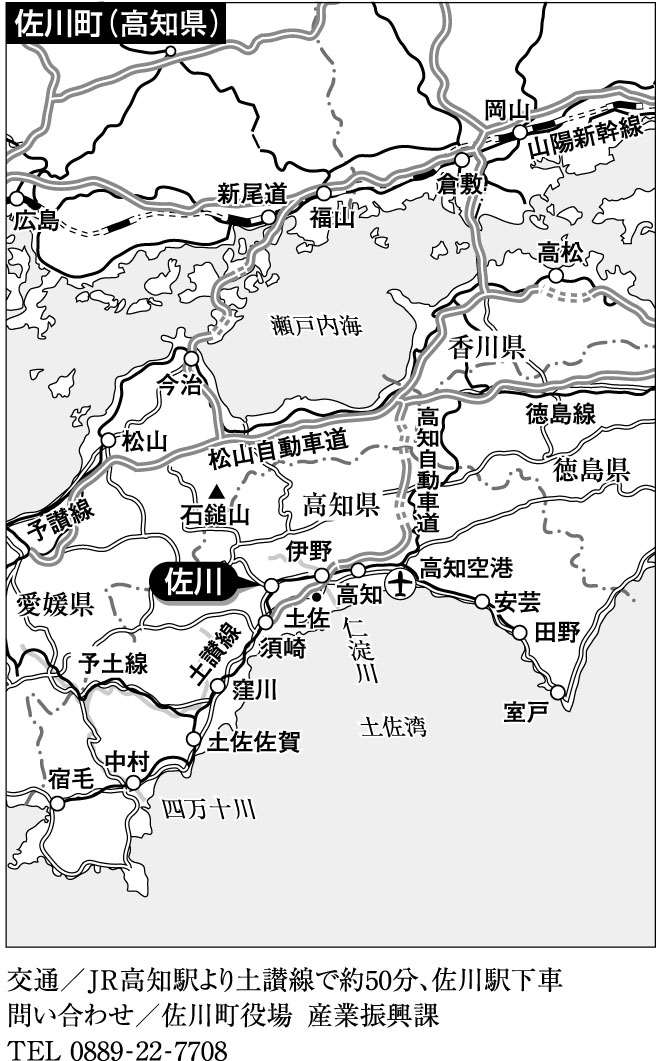 佐川町(高知県)
岡山
山陽新幹線
倉敷
新尾道
福山
広島
高松
瀬戸内海
香川県
今治
徳島線
松山
松山自動車道
高知自動車道
徳島県
石鎚山
高知県
予讃線
伊野
佐川
高知空港
愛媛県
高知
安芸
土佐
仁淀川
田野
須崎
土讃線
予土線
窪川
室戸
土佐湾
土佐佐賀
中村
宿毛
四万十川
交通/JR高知駅より土讃線で約50分、佐川駅下車
問い合わせ/佐川町役場 産業振興課
TEL 0889-22-7708